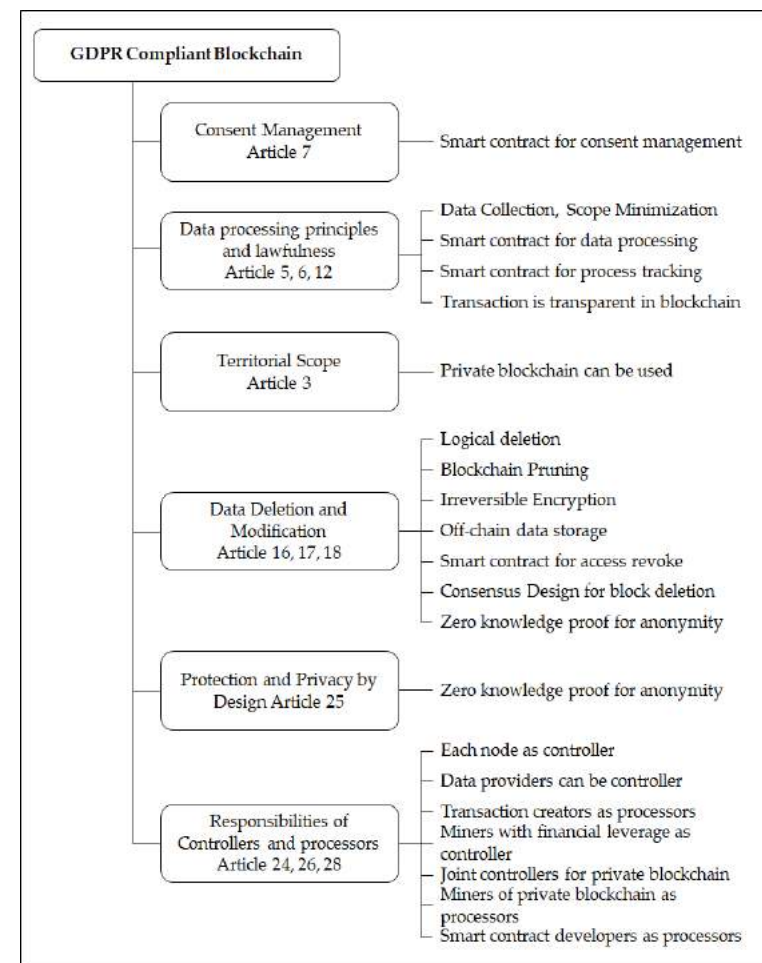 GDPR Compliant Blockchain
Consent Management
Article 7
Smart contract for consent management
Data processing principles
and lawfulness
Article 5, 6, 12
Data Collection, Scope Minimization
Smart contract for data processing
Smart contract for process tracking
Transaction is transparent in blockchain
Territorial Scope
Article 3
Private blockchain can be used
Data Deletion and
Modification
Article 16, 17, 18
Logical deletion
Blockchain Pruning
Irreversible Encryption
Off-chain data storage
Smart contract for access revoke
Consensus Design for block deletion
Zero knowledge proof for anonymity
Protection and Privacy by
Design Article 25
Zero knowledge proof for anonymity
Responsibilities of
Controllers and processors
Article 24, 26, 28
Each node as controller
Data providers can be controller
Transaction creators as processors
Miners with financial leverage as
controller
Joint controllers for private blockchain
Miners of private blockchain as
processors
Smart contract developers as processors